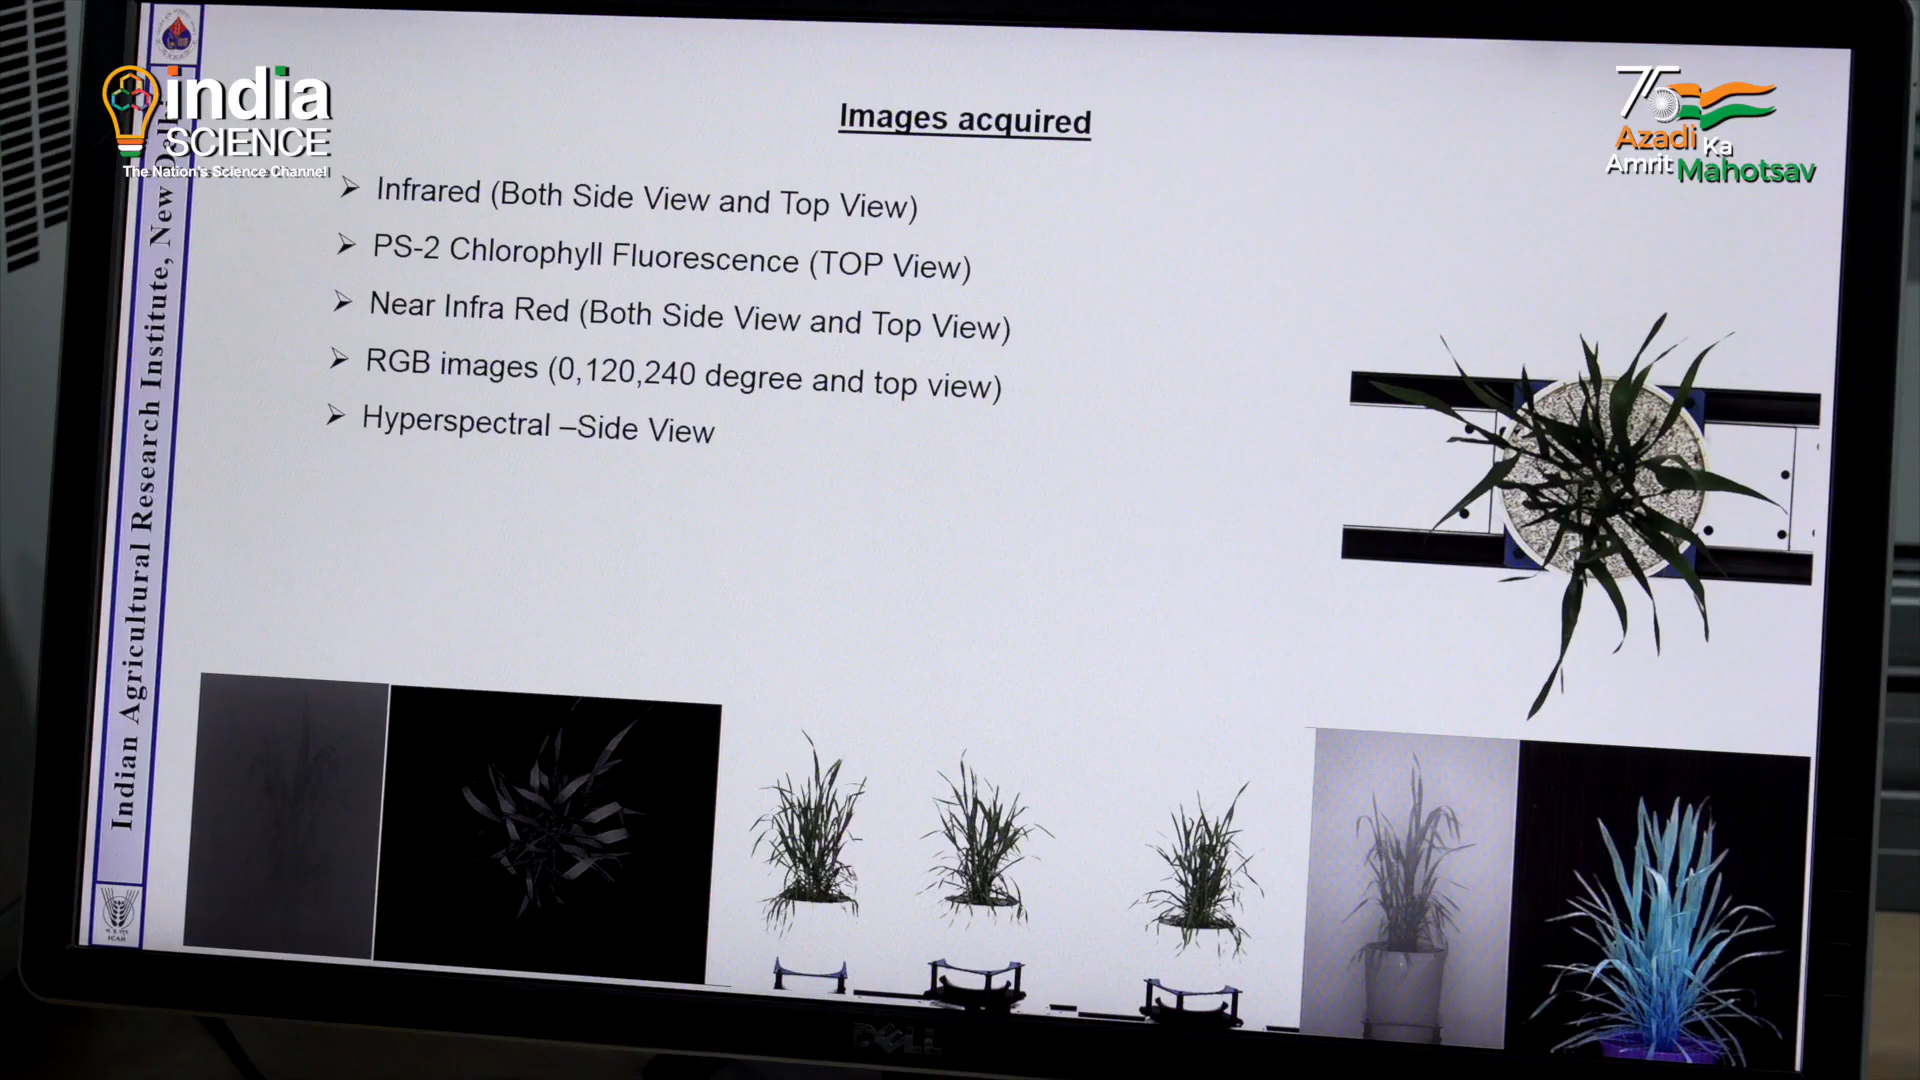 india
SCIENCE
The Nation's Science Channel
75
Azadi
Ka
Amrit Mahotsav
Images acquired
Infrared (Both Side View and Top View)
PS-2 Chlorophyll Fluorescence (TOP View)
Near Infra Red (Both Side View and Top View)
RGB images (0,120,240 degree and top view)
Hyperspectral –Side View
Indian Agricultural Research Institute, New Delhi
ICAR
DELL